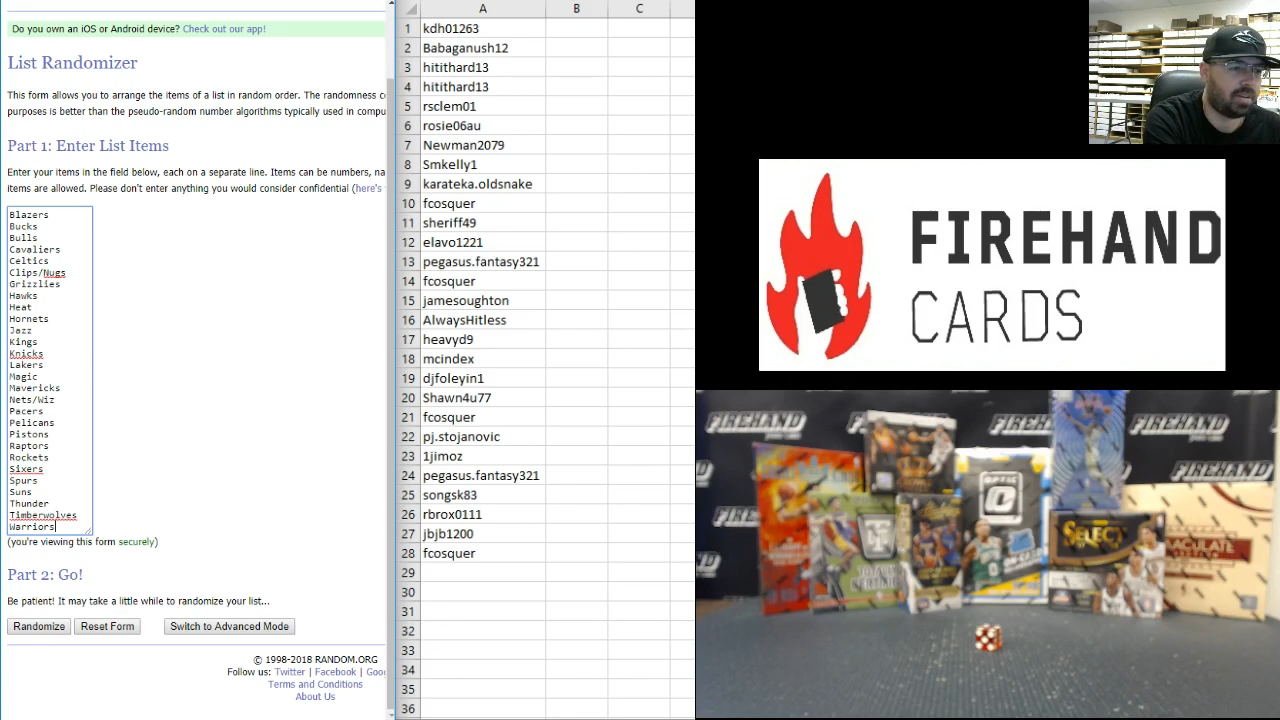 Do you own an iOS or Android device? Check out our app!
List Randomizer
This form allows you to arrange the items of a list in random order. The randomness
purposes is better than the pseudo-random number algorithms typically used in
Part 1: Enter List Items
Enter your items in the field below, each on a separate line. Items can be numbers,
items are allowed. Please don't enter anything you would consider confidential (here's
Blazers
Bucks
Bulls
Cavaliers
Celtics
Clips/Nugs
Grizzlies
Hawks
Heat
Hornets
Jazz
Kings
Knicks
Lakers
Magic
Mavericks
Nets/Wiz
Pacers
Pelicans
Pistons
Raptors
Rockets
Sixers
Spurs
Suns
Thunder
Timberwolves
Warriors
(you're viewing this form securely)
Part 2: Go!
Be patient! It may take a little while to randomize your list...
Randomize Reset Form Switch to Advanced Mode
© 1998-2018 RANDOM.ORG
Follow us: Twitter | Facebook |
Terms and Conditions
About Us
A B C
1 kdh01263
2 Babaganush12
3 hitithard13
4 hitithard13
5 rsclem01
6 rosie06au
7 Newman2079
8 Smkelly1
9 karateka.oldsnake
10 fcosquer
11 sheriff49
12 elavo1221
13 pegasus.fantasy321
14 fcosquer
15 jamesoughton
16 AlwaysHitless
17 heavyd9
18 mcindex
19 djfoleyin1
20 Shawn4u77
21 fcosquer
22 pj.stojanovic
23 1jimoz
24 pegasus.fantasy321
25 songsk83
26 rbrox0111
27 jbjb1200
28 fcosquer
29
30
31
32
33
34
35
36
FIREHAND
CARDS
FIREHAND
FIREHAND
OPTIC
SELECT